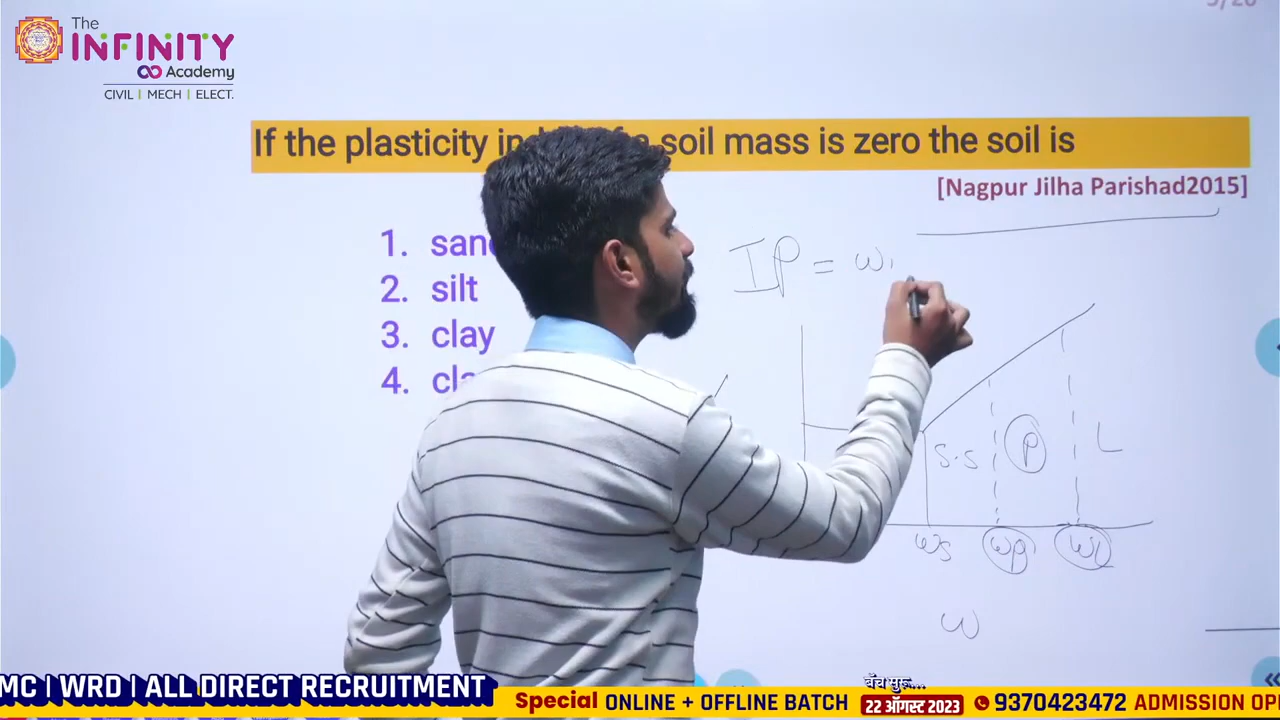 The
INFINITY
Academy
CIVIL | MECH | ELECT.
If the plasticity soil mass is zero the soil is
[Nagpur Jilha Parishad2015]
1.
2. silt
3. clay
4.
IP = w
S.S P L
ws wp wL
w
MC | WRD | ALL DIRECT RECRUITMENT
Special ONLINE + OFFLINE BATCH
बॅच सुरू...
22 ऑगस्ट 2023
9370423472 ADMISSION OP